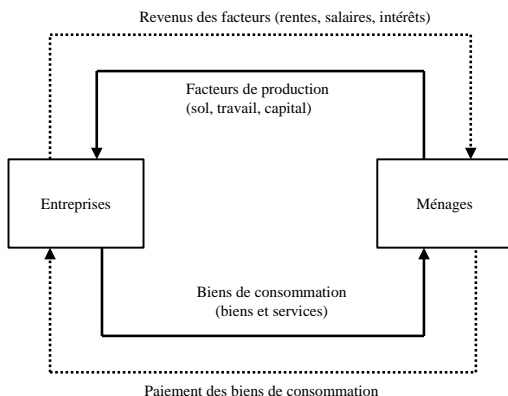 Revenus des facteurs (rentes, salaires, intérêts)
Facteurs de production
(sol, travail, capital)
Entreprises
Ménages
Biens de consommation
(biens et services)
Paiement des biens de consommation